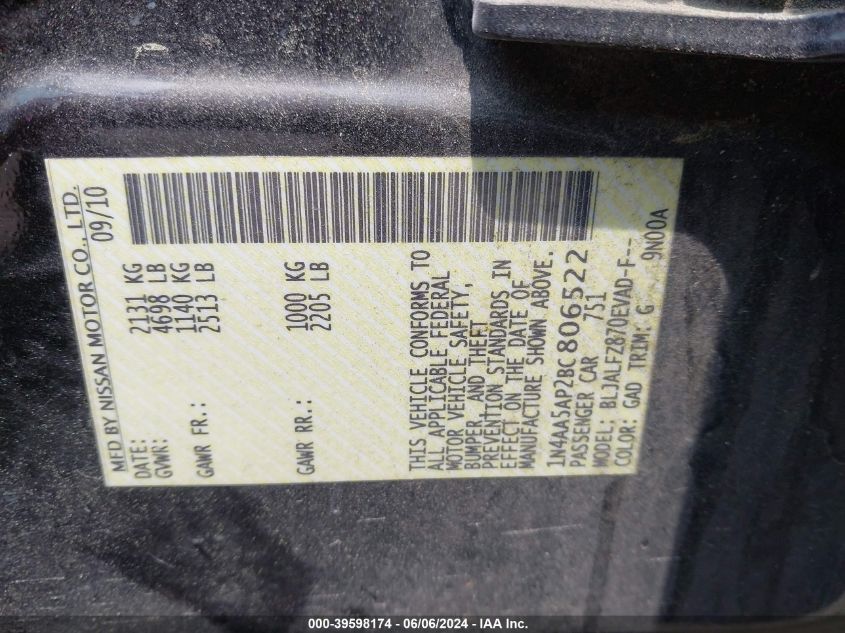 MFD BY NISSAN MOTOR CO., LTD.
DATE: 09/10
GVWR: 2131 KG
4698 LB
GAWR FR.: 1140 KG
2513 LB
GAWR RR.: 1000 KG
2205 LB
THIS VEHICLE CONFORMS TO
ALL APPLICABLE FEDERAL
MOTOR VEHICLE SAFETY,
BUMPER, AND THEFT
PREVENTION STANDARDS IN
EFFECT ON THE DATE OF
MANUFACTURE SHOWN ABOVE.
1N4AA5AP2BC806522
PASSENGER CAR 7S1
MODEL: BLJALFZ870EVAD-F--
COLOR: GAD TRIM: G 9N00A
000-39598174 - 06/06/2024 - IAA Inc.